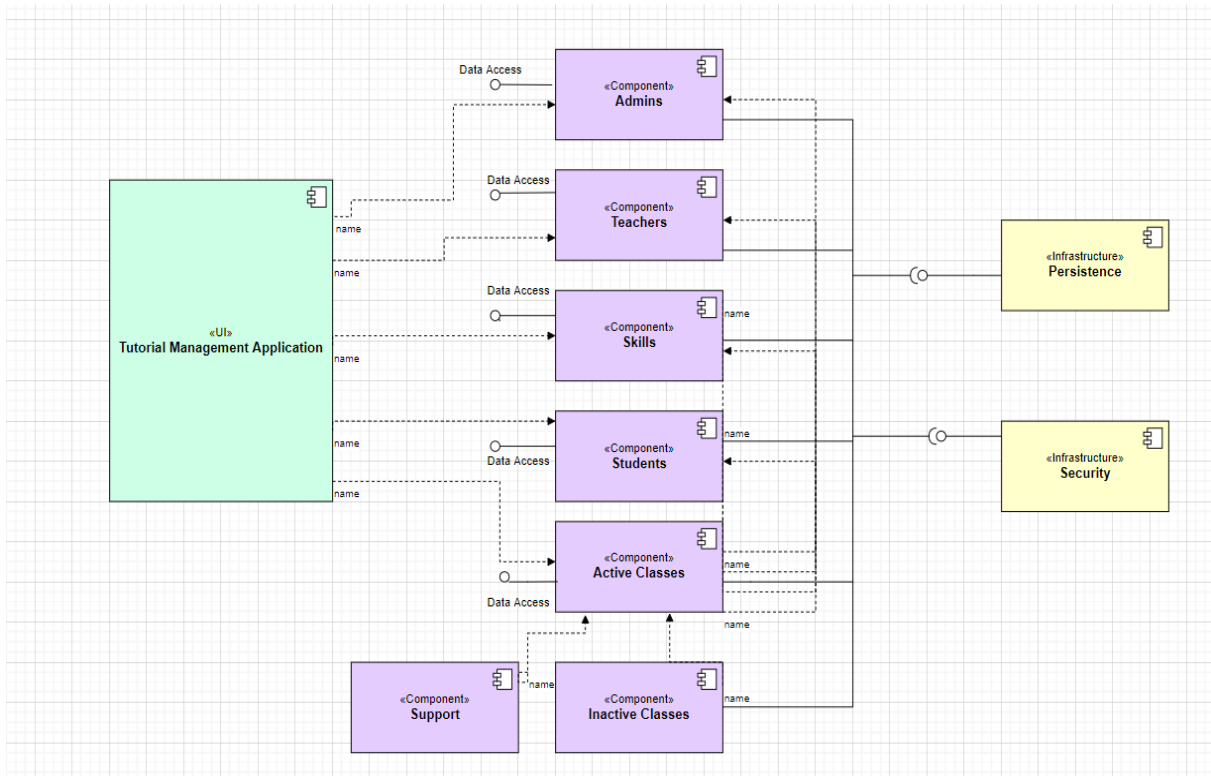 Data Access
«Component»
Admins
name
Data Access
«Component»
Teachers
name
«Infrastructure»
Persistence
Data Access
name
«Component»
Skills
«UI»
Tutorial Management Application
name
name
«Component»
Students
name
Data Access
«Infrastructure»
Security
name
«Component»
Active Classes
name
Data Access
name
«Component»
Support
name
«Component»
Inactive Classes
name